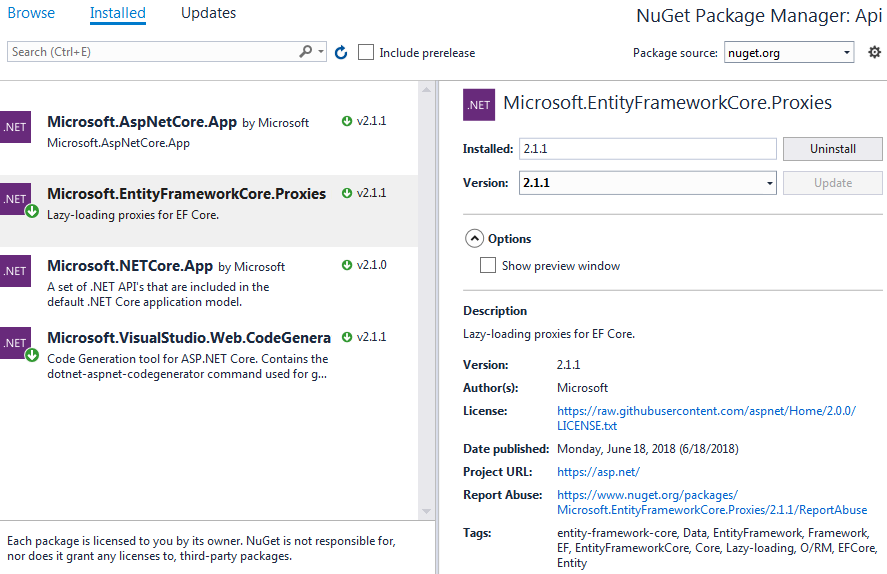 Browse Installed Updates
NuGet Package Manager: Api
Search (Ctrl+E)
Include prerelease
Package source: nuget.org
.NET
Microsoft.AspNetCore.App by Microsoft
v2.1.1
Microsoft.AspNetCore.App
.NET
Microsoft.EntityFrameworkCore.Proxies
v2.1.1
Lazy-loading proxies for EF Core.
.NET
Microsoft.NETCore.App by Microsoft
v2.1.0
A set of .NET API's that are included in the
default .NET Core application model.
.NET
Microsoft.VisualStudio.Web.CodeGenera
v2.1.1
Code Generation tool for ASP.NET Core. Contains the
dotnet-aspnet-codegenerator command used for g...
Each package is licensed to you by its owner. NuGet is not responsible for,
nor does it grant any licenses to, third-party packages.
.NET
Microsoft.EntityFrameworkCore.Proxies
Installed: 2.1.1 Uninstall
Version: 2.1.1 Update
Options
Show preview window
Description
Lazy-loading proxies for EF Core.
Version: 2.1.1
Author(s): Microsoft
License: https://raw.githubusercontent.com/aspnet/Home/2.0.0/
LICENSE.txt
Date published: Monday, June 18, 2018 (6/18/2018)
Project URL: https://asp.net/
Report Abuse: https://www.nuget.org/packages/
Microsoft.EntityFrameworkCore.Proxies/2.1.1/ReportAbuse
Tags: entity-framework-core, Data, EntityFramework, Framework,
EF, EntityFrameworkCore, Core, Lazy-loading, O/RM, EFCore,
Entity